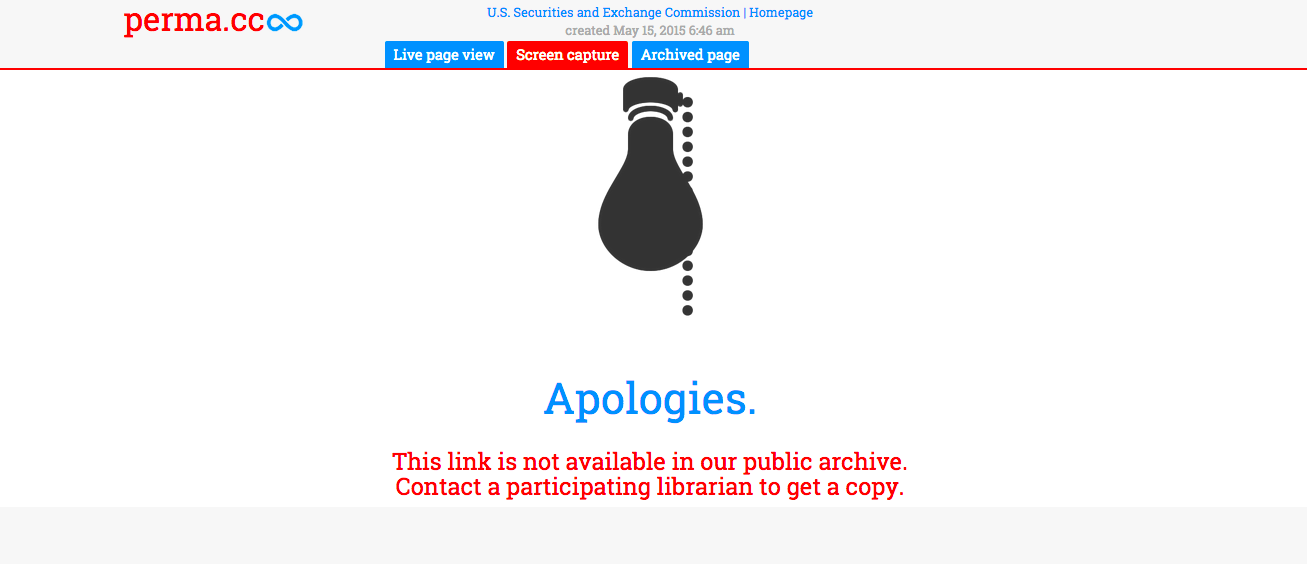 perma.cc
U.S. Securities and Exchange Commission | Homepage
created May 15, 2015 6:46 am
Live page view
Screen capture
Archived page
Apologies.
This link is not available in our public archive.
Contact a participating librarian to get a copy.